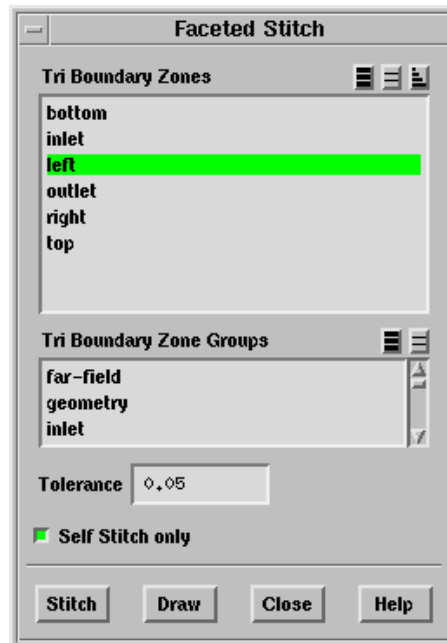 Faceted Stitch
Tri Boundary Zones
bottom
inlet
left
outlet
right
top
Tri Boundary Zone Groups
far-field
geometry
inlet
Tolerance 0.05
Self Stitch only
Stitch Draw Close Help